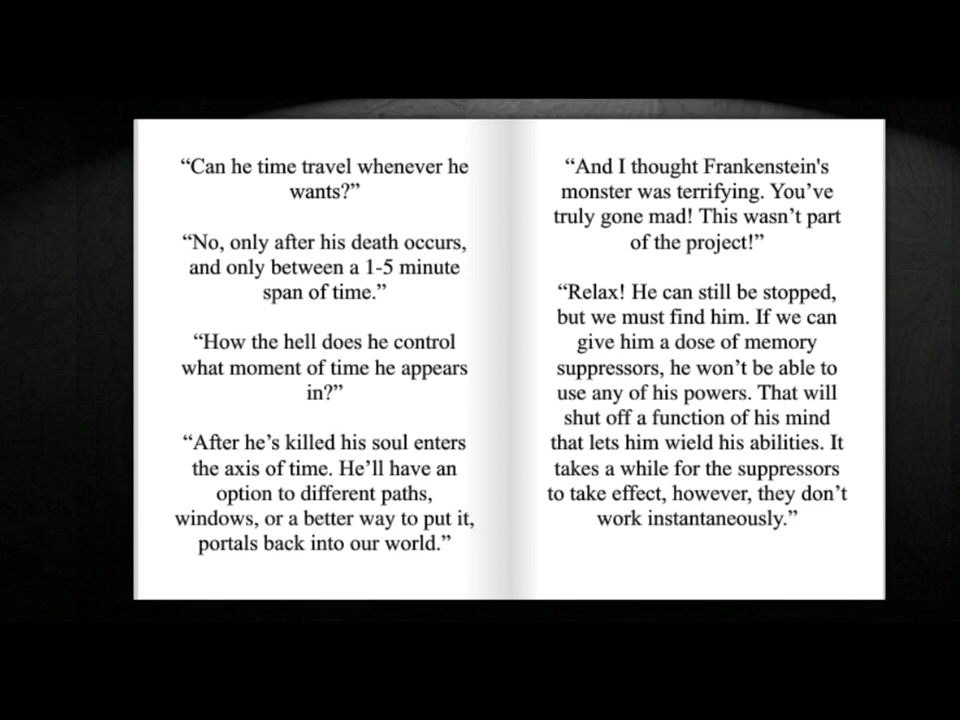 “Can he time travel whenever he
wants?”
“No, only after his death occurs,
and only between a 1-5 minute
span of time.”
“How the hell does he control
what moment of time he appears
in?”
“After he’s killed his soul enters
the axis of time. He’ll have an
option to different paths,
windows, or a better way to put it,
portals back into our world.”
“And I thought Frankenstein's
monster was terrifying. You’ve
truly gone mad! This wasn’t part
of the project!”
“Relax! He can still be stopped,
but we must find him. If we can
give him a dose of memory
suppressors, he won’t be able to
use any of his powers. That will
shut off a function of his mind
that lets him wield his abilities. It
takes a while for the suppressors
to take effect, however, they don’t
work instantaneously.”